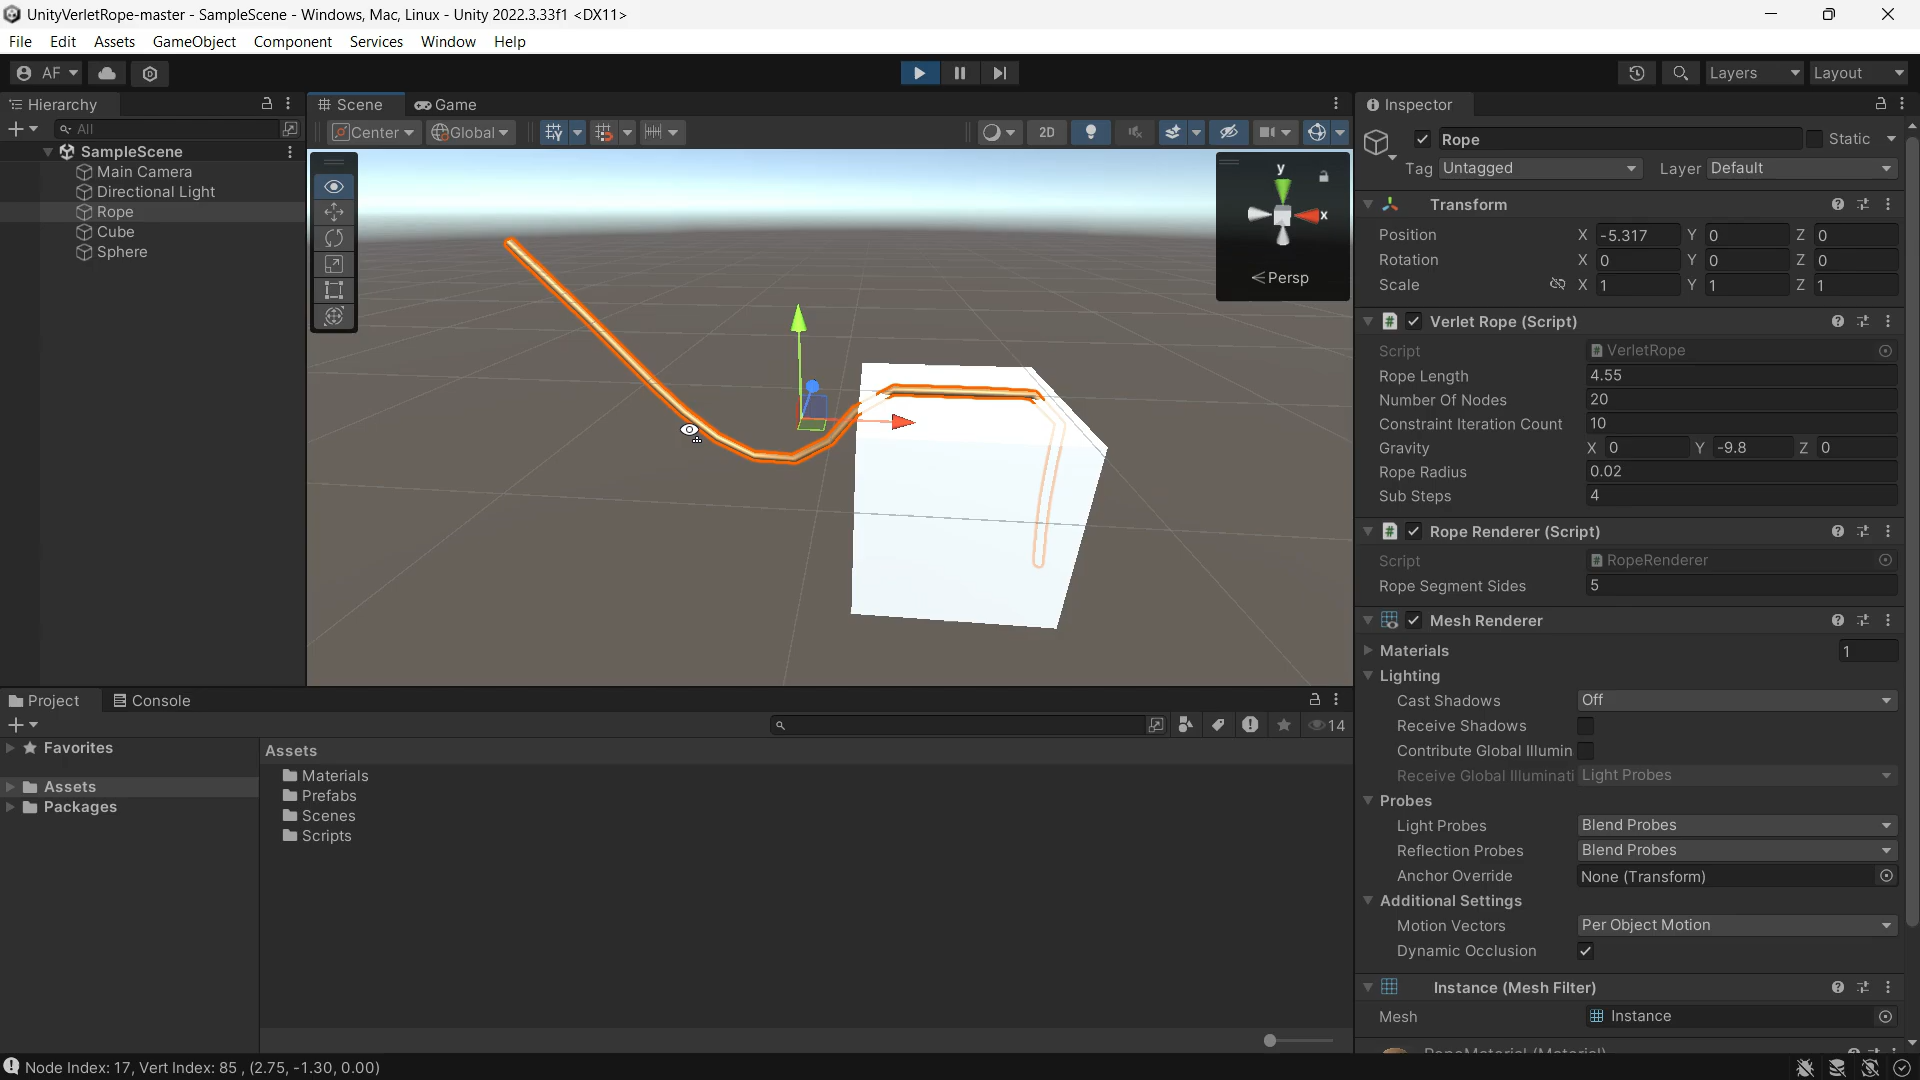 UnityVerletRope-master - SampleScene - Windows, Mac, Linux - Unity 2022.3.33f1 <DX11>
File Edit Assets GameObject Component Services Window Help
AF
Layers Layout
Hierarchy
All
SampleScene
Main Camera
Directional Light
Rope
Cube
Sphere
Scene Game
Center Global 2D
y
x
Persp
Inspector
Rope Static
Tag Untagged Layer Default
Transform
Position X -5.317 Y 0 Z 0
Rotation X 0 Y 0 Z 0
Scale X 1 Y 1 Z 1
Verlet Rope (Script)
Script VerletRope
Rope Length 4.55
Number Of Nodes 20
Constraint Iteration Count 10
Gravity X 0 Y -9.8 Z 0
Rope Radius 0.02
Sub Steps 4
Rope Renderer (Script)
Script RopeRenderer
Rope Segment Sides 5
Mesh Renderer
Materials 1
Lighting
Cast Shadows Off
Receive Shadows
Contribute Global Illumin
Receive Global Illuminati Light Probes
Probes
Light Probes Blend Probes
Reflection Probes Blend Probes
Anchor Override None (Transform)
Additional Settings
Motion Vectors Per Object Motion
Dynamic Occlusion
Instance (Mesh Filter)
Mesh Instance
Project Console
14
Favorites
Assets
Packages
Assets
Materials
Prefabs
Scenes
Scripts
Node Index: 17, Vert Index: 85 , (2.75, -1.30, 0.00)